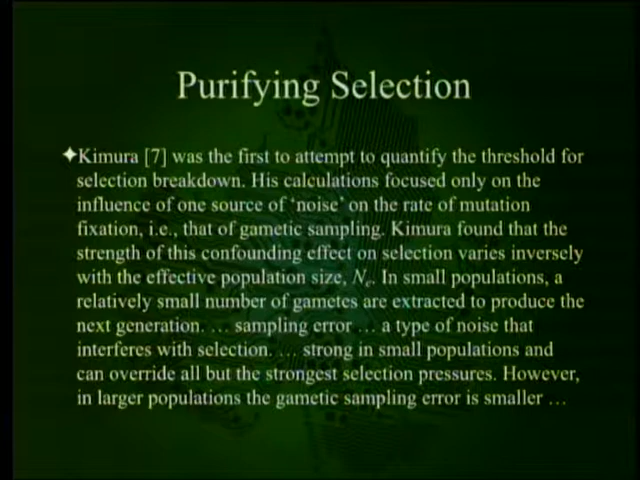 Purifying Selection
✦Kimura [7] was the first to attempt to quantify the threshold for
selection breakdown. His calculations focused only on the
influence of one source of ‘noise’ on the rate of mutation
fixation, i.e., that of gametic sampling. Kimura found that the
strength of this confounding effect on selection varies inversely
with the effective population size, Nₑ. In small populations, a
relatively small number of gametes are extracted to produce the
next generation. … sampling error … a type of noise that
interferes with selection. … strong in small populations and
can override all but the strongest selection pressures. However,
in larger populations the gametic sampling error is smaller …